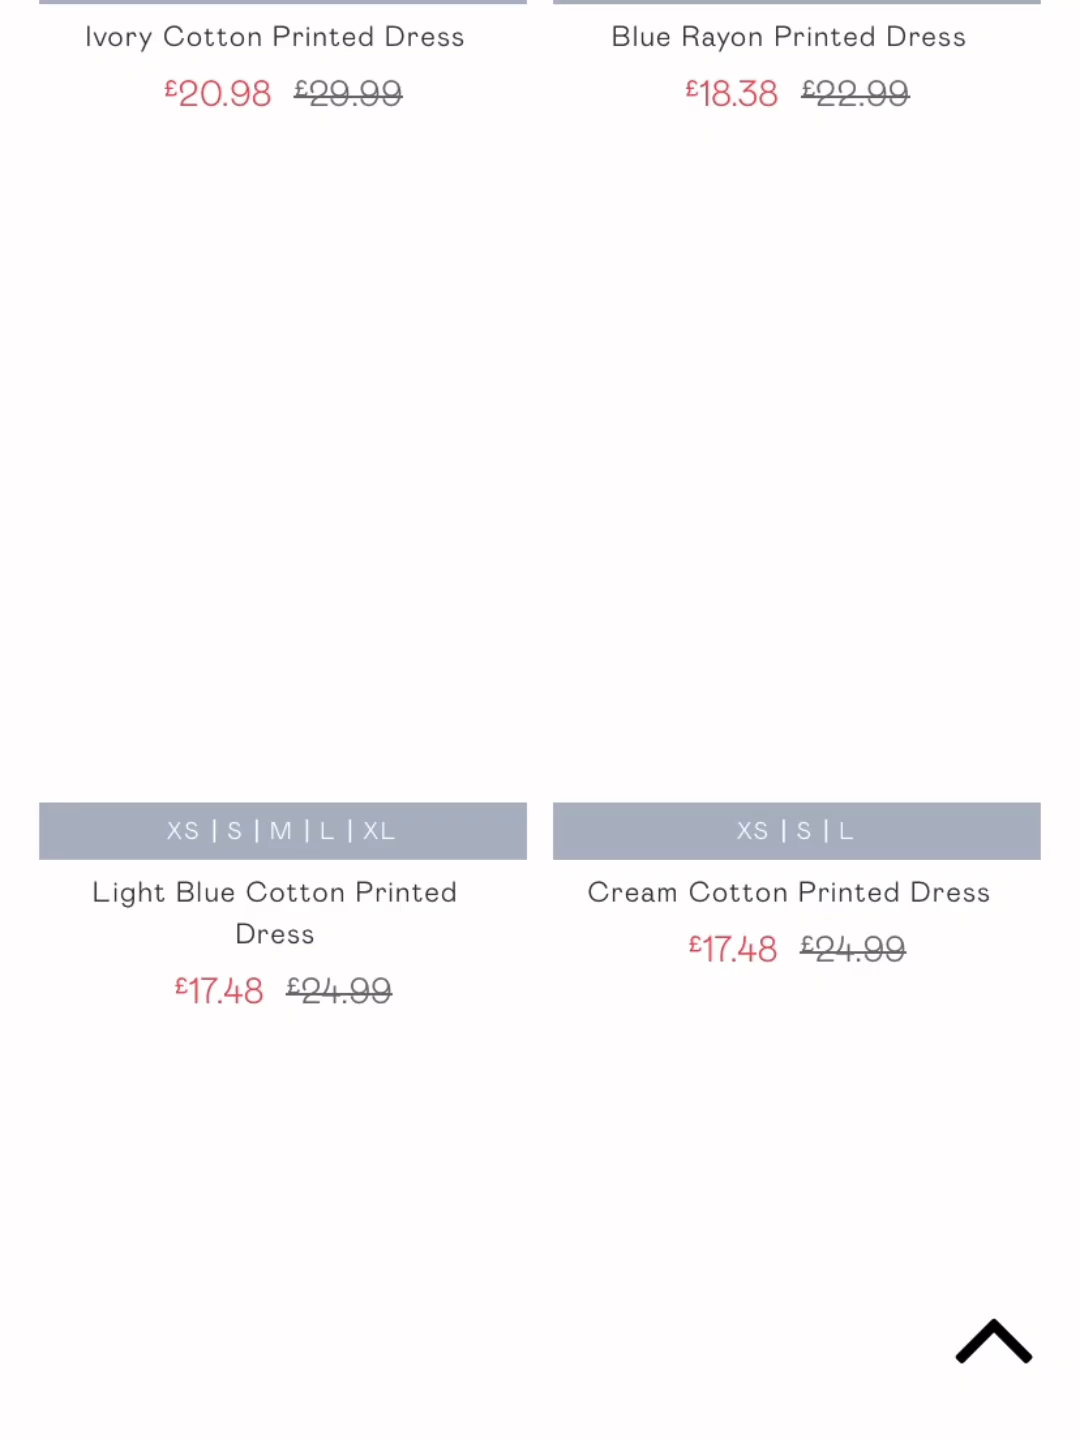 Ivory Cotton Printed Dress
£20.98 £29.99
Blue Rayon Printed Dress
£18.38 £22.99
XS | S | M | L | XL
Light Blue Cotton Printed
Dress
£17.48 £24.99
XS | S | L
Cream Cotton Printed Dress
£17.48 £24.99